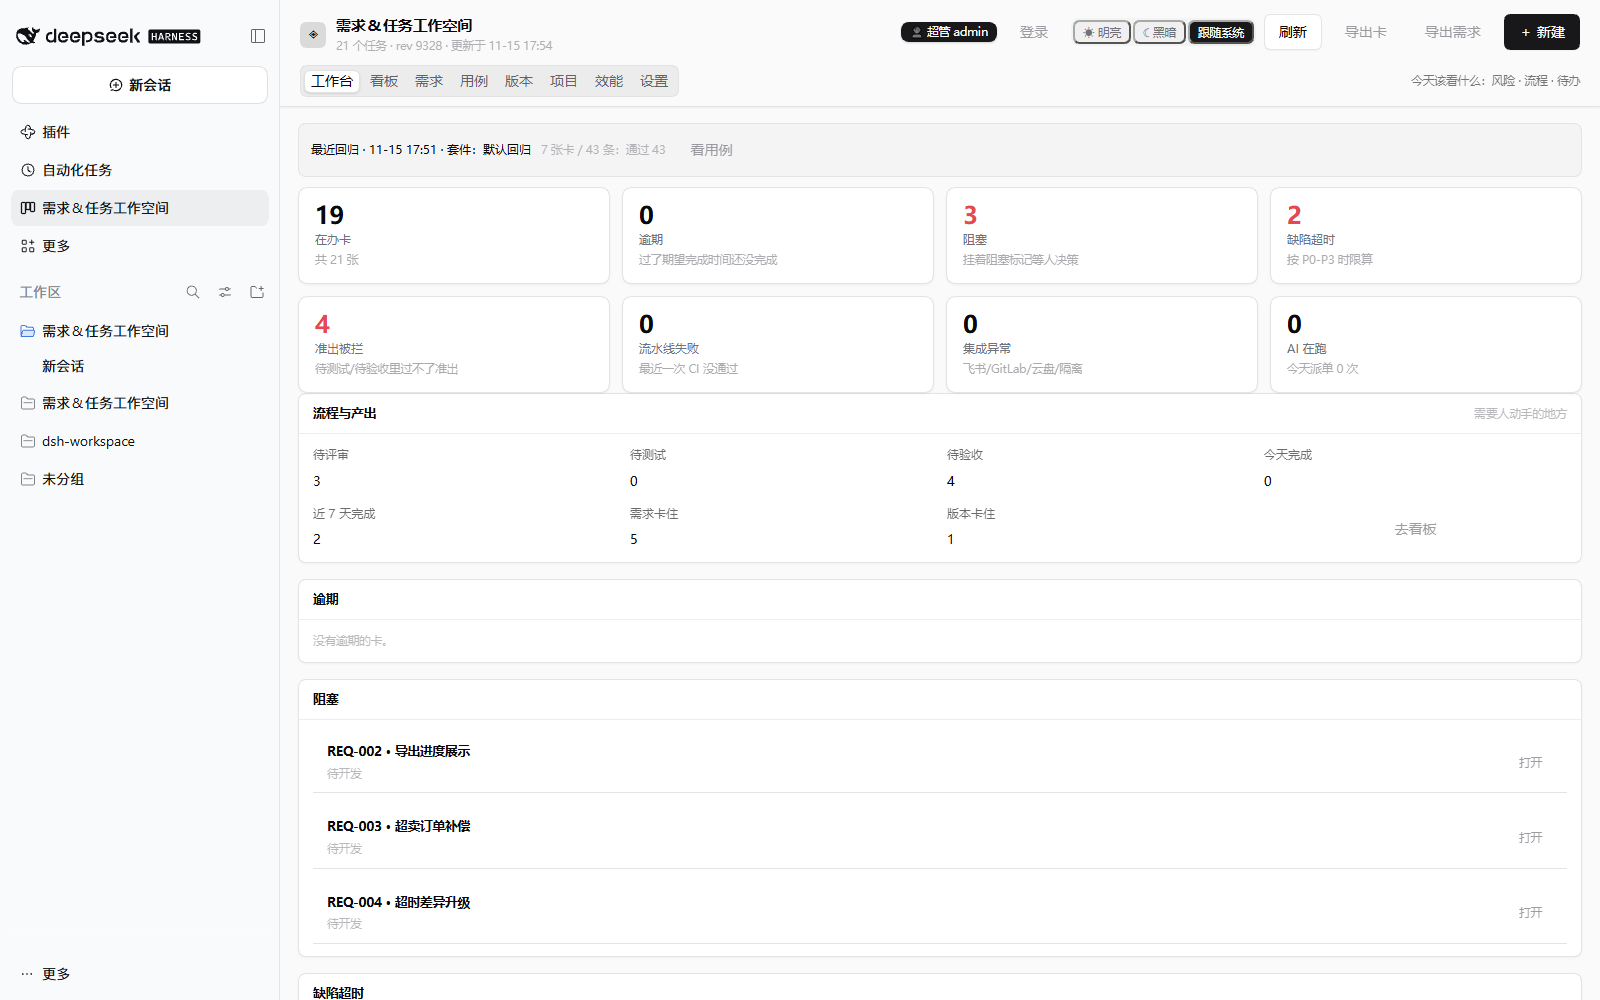 deepseek HARNESS
新会话
插件
自动化任务
需求＆任务工作空间
更多
工作区
需求＆任务工作空间
新会话
需求＆任务工作空间
dsh-workspace
未分组
更多
需求＆任务工作空间
21 个任务 · rev 9328 · 更新于 11-15 17:54
超管 admin
登录
明亮
黑暗
跟随系统
刷新
导出卡
导出需求
+ 新建
工作台
看板
需求
用例
版本
项目
效能
设置
今天该看什么：风险 · 流程 · 待办
最近回归 · 11-15 17:51 · 套件：默认回归 7 张卡 / 43 条：通过 43 看用例
19
在办卡
共 21 张
0
逾期
过了期望完成时间还没完成
3
阻塞
挂着阻塞标记等人决策
2
缺陷超时
按 P0-P3 时限算
4
准出被拦
待测试/待验收里过不了准出
0
流水线失败
最近一次 CI 没通过
0
集成异常
飞书/GitLab/云盘/隔离
0
AI 在跑
今天派单 0 次
流程与产出
需要人动手的地方
待评审
3
待测试
0
待验收
4
今天完成
0
近 7 天完成
2
需求卡住
5
版本卡住
1
去看板
逾期
没有逾期的卡。
阻塞
REQ-002 • 导出进度展示
待开发
打开
REQ-003 • 超卖订单补偿
待开发
打开
REQ-004 • 超时差异升级
待开发
打开
缺陷超时